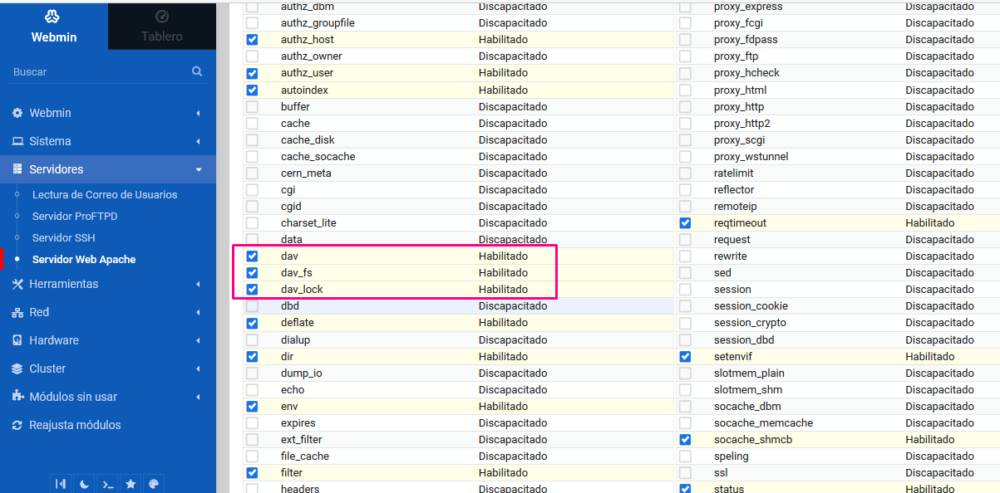 Webmin
Tablero
Buscar
Webmin
Sistema
Servidores
Lectura de Correo de Usuarios
Servidor ProFTPD
Servidor SSH
Servidor Web Apache
Herramientas
Red
Hardware
Cluster
Módulos sin usar
Reajusta módulos
authz_dbm Discapacitado
authz_groupfile Discapacitado
authz_host Habilitado
authz_owner Discapacitado
authz_user Habilitado
autoindex Habilitado
buffer Discapacitado
cache Discapacitado
cache_disk Discapacitado
cache_socache Discapacitado
cern_meta Discapacitado
cgi Discapacitado
cgid Discapacitado
charset_lite Discapacitado
data Discapacitado
dav Habilitado
dav_fs Habilitado
dav_lock Habilitado
dbd Discapacitado
deflate Habilitado
dialup Discapacitado
dir Habilitado
dump_io Discapacitado
echo Discapacitado
env Habilitado
expires Discapacitado
ext_filter Discapacitado
file_cache Discapacitado
filter Habilitado
headers Discapacitado
proxy_express Discapacitado
proxy_fcgi Discapacitado
proxy_fdpass Discapacitado
proxy_ftp Discapacitado
proxy_hcheck Discapacitado
proxy_html Discapacitado
proxy_http Discapacitado
proxy_http2 Discapacitado
proxy_scgi Discapacitado
proxy_wstunnel Discapacitado
ratelimit Discapacitado
reflector Discapacitado
remoteip Discapacitado
reqtimeout Habilitado
request Discapacitado
rewrite Discapacitado
sed Discapacitado
session Discapacitado
session_cookie Discapacitado
session_crypto Discapacitado
session_dbd Discapacitado
setenvif Habilitado
slotmem_plain Discapacitado
slotmem_shm Discapacitado
socache_dbm Discapacitado
socache_memcache Discapacitado
socache_shmcb Habilitado
speling Discapacitado
ssl Discapacitado
status Habilitado